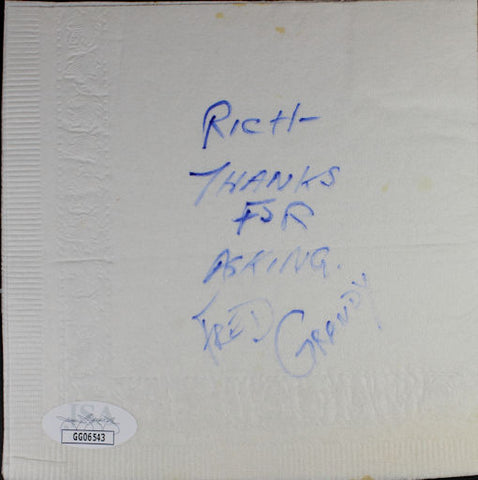 RICH-
THANKS
FOR
ASKING.
FRED GRANDY
JSA
GG06543